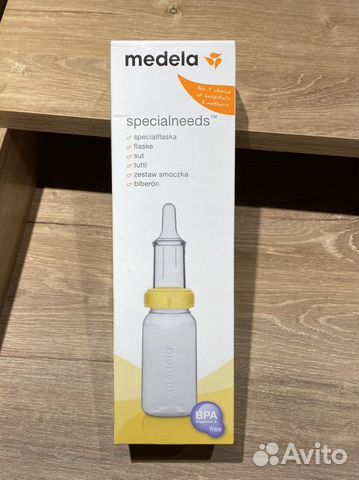 medela
No. 1 choice
of hospitals
& mothers
specialneeds™
specialflaska
flaske
sut
tutti
zestaw smoczka
biberón
medela
BPA
free
Avito